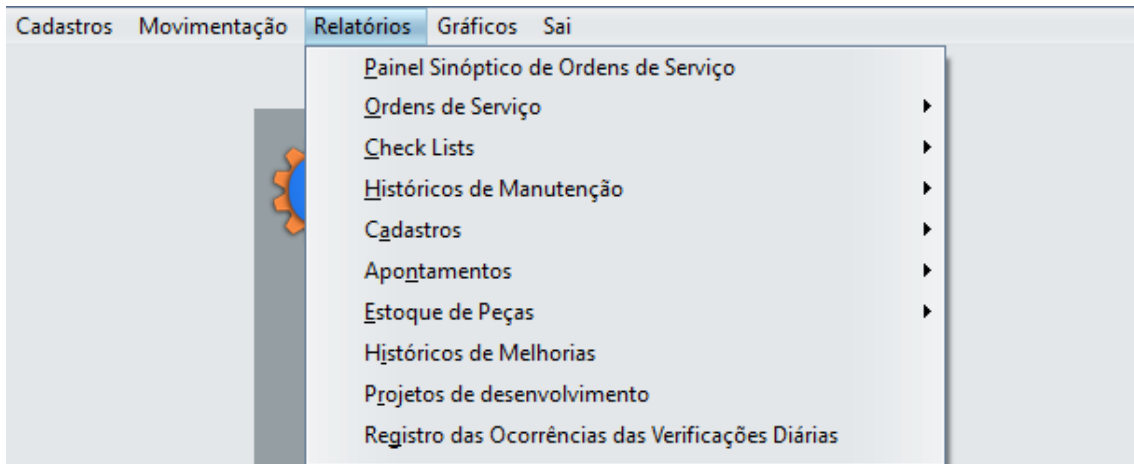 Cadastros Movimentação Relatórios Gráficos Sai
Painel Sinóptico de Ordens de Serviço
Ordens de Serviço
Check Lists
Históricos de Manutenção
Cadastros
Apontamentos
Estoque de Peças
Históricos de Melhorias
Projetos de desenvolvimento
Registro das Ocorrências das Verificações Diárias